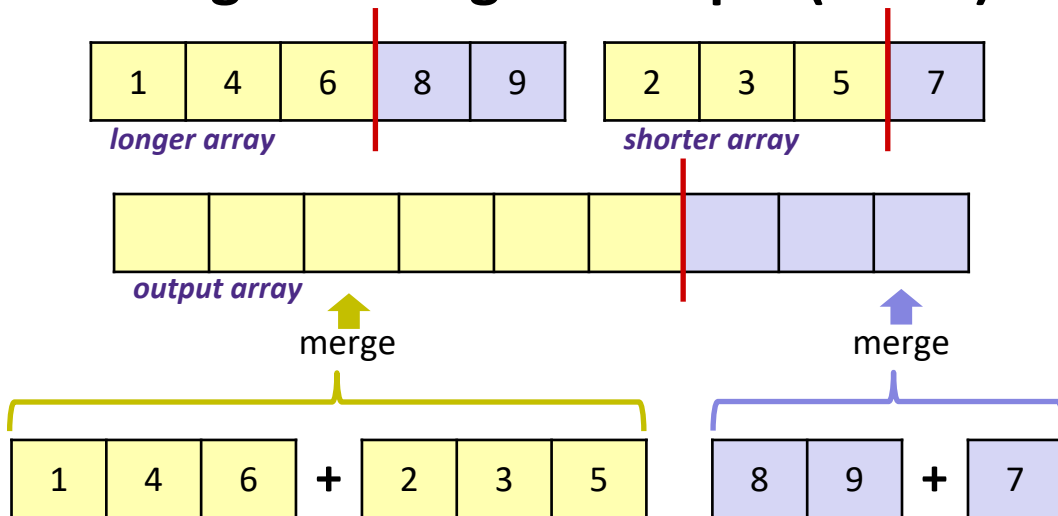 1 4 6 8 9 2 3 5 7
longer array shorter array
output array
merge merge
1 4 6 + 2 3 5 8 9 + 7